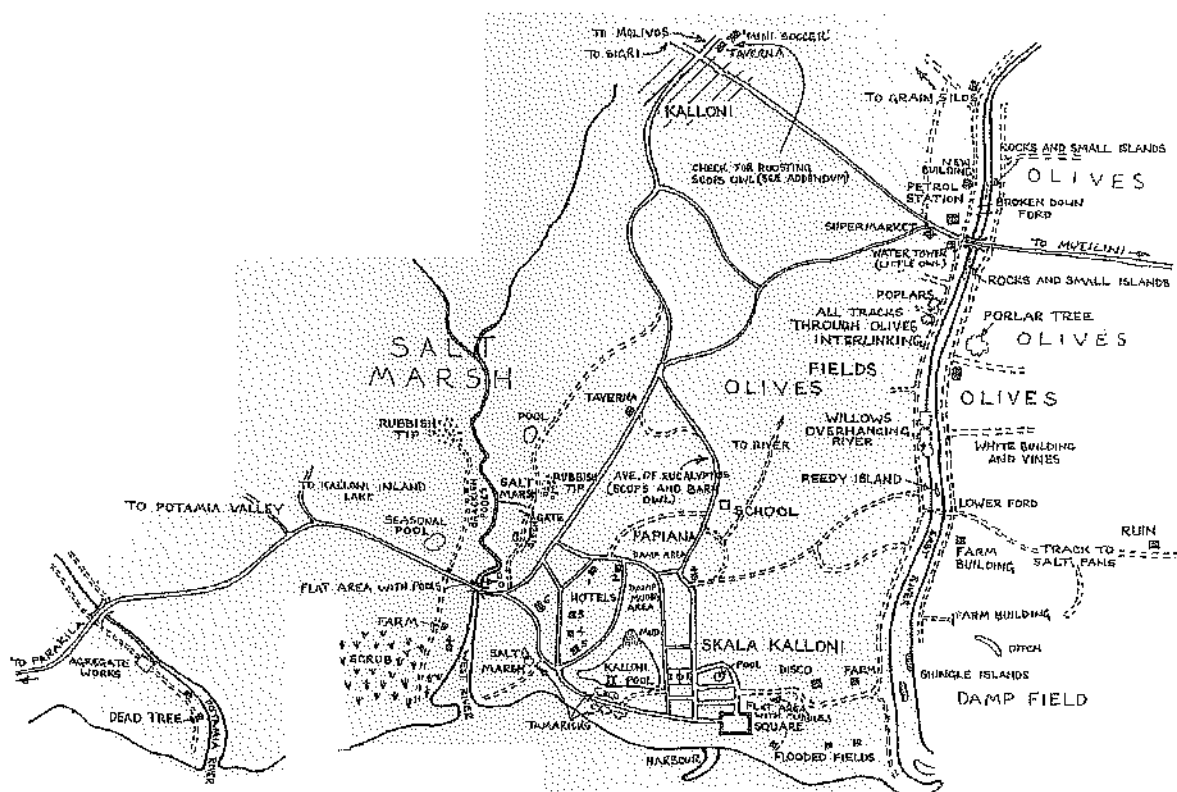 TO MOLIVOS
TO SIGRI
'MINI SOCCER'
TAVERNA
KALLONI
CHECK FOR ROOSTING
SCOPS OWL (SEE ADDENDUM)
TO GRAIN SILOS
ROCKS AND SMALL ISLANDS
OLIVES
NEW
BUILDING
PETROL
STATION
BROKEN DOWN
FORD
SUPERMARKET
TO MYTILINI
WATER TOWER
(LITTLE OWL)
ROCKS AND SMALL ISLANDS
POPLARS
ALL TRACKS
THROUGH OLIVES
INTERLINKING
PORLAR TREE
OLIVES
FIELDS
OLIVES
OLIVES
SALT
MARSH
RUBBISH
TIP
POOL
TAVERNA
WILLOWS
OVERHANGING
RIVER
WHITE BUILDING
AND VINES
TO RIVER
AVE. OF EUCALYPTUS
(SCOPS AND BARN
OWL)
RUBBISH
TIP
SALT
MARSH
GATE
BRACKISH
POOLS
TO KALLONI INLAND
LAKE
TO POTAMIA VALLEY
SEASONAL
POOL
REEDY ISLAND
LOWER FORD
SCHOOL
PAPIANA
DAMP AREA
RUIN
FARM
BUILDING
TRACK TO
SALT PANS
EAST RIVER
FLAT AREA WITH POOLS
HOTELS
DAMP
MUDDY
AREA
FARM
MUD
SKALA KALLONI
FARM BUILDING
DITCH
TO PARAKILA
AGREGATE
WORKS
SCRUB
SALT
MARSH
KALLONI
II POOL
POOL
DISCO
FARM
SHINGLE ISLANDS
DAMP FIELD
DEAD TREE
POTAMIA RIVER
WEST RIVER
TAMARISKS
FLAT AREA
WITH
SQUARE
HARBOUR
FLOODED FIELDS